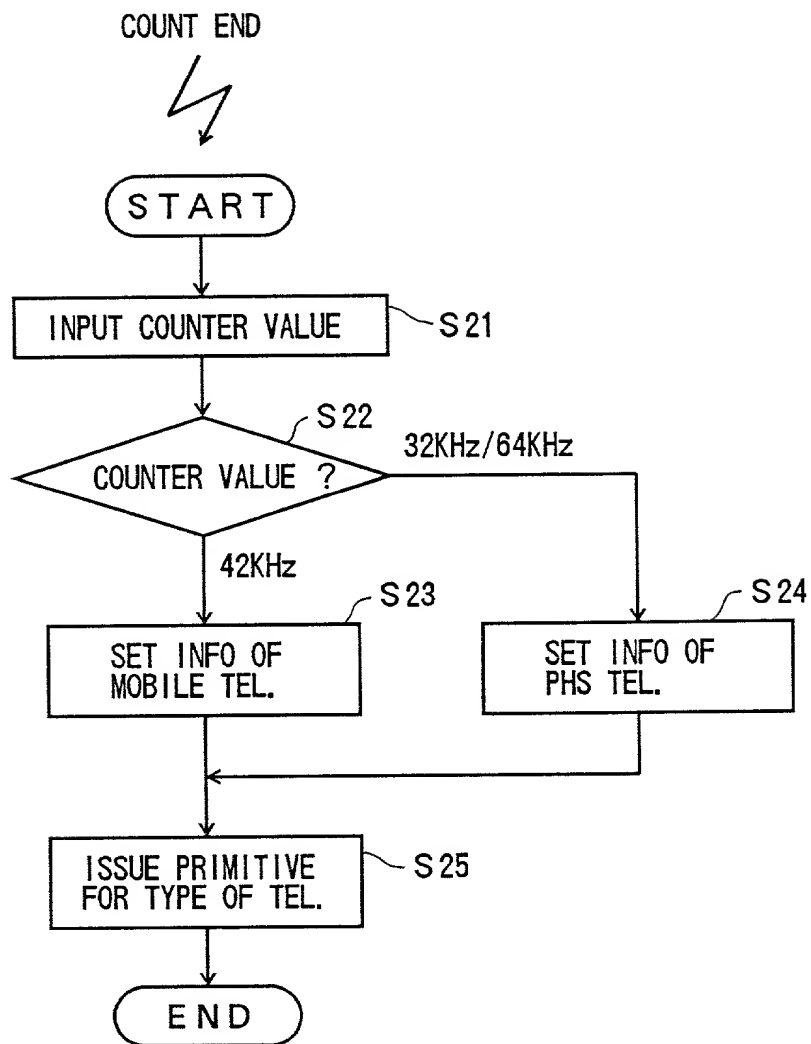 COUNT END
START
INPUT COUNTER VALUE
S21
S22
COUNTER VALUE ?
32KHz/64KHz
42KHz
S23
SET INFO OF
MOBILE TEL.
S24
SET INFO OF
PHS TEL.
ISSUE PRIMITIVE
FOR TYPE OF TEL.
S25
END